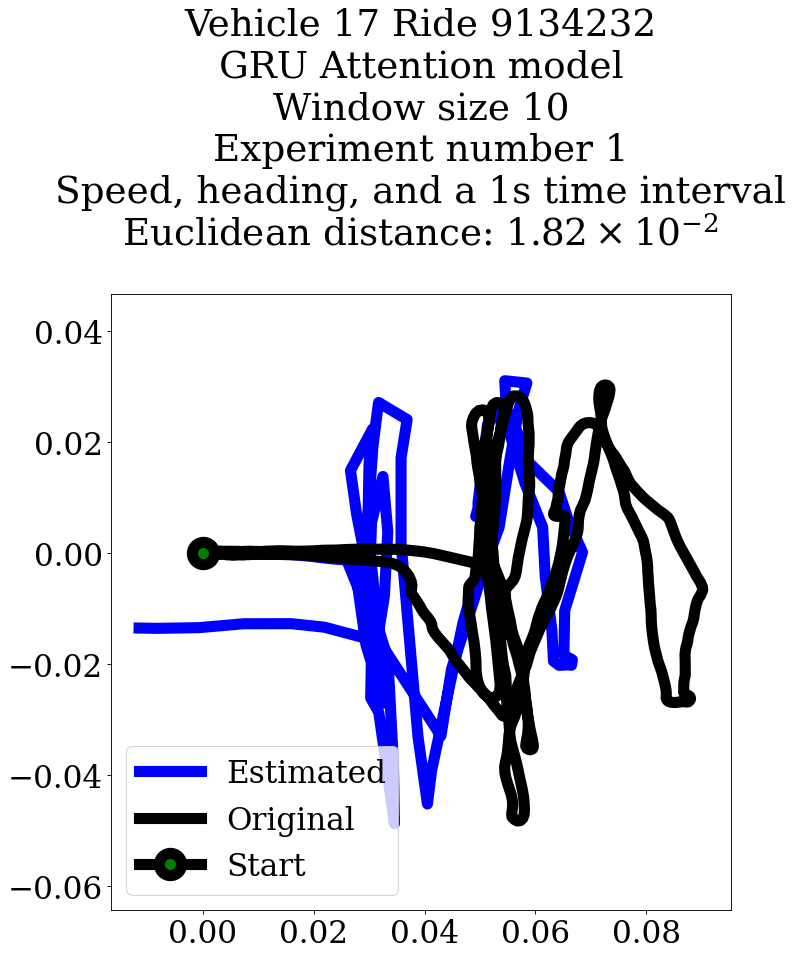 Vehicle 17 Ride 9134232
GRU Attention model
Window size 10
Experiment number 1
Speed, heading, and a 1s time interval
Euclidean distance: 1.82 × 10⁻²
0.04
0.02
0.00
−0.02
−0.04
−0.06
Estimated
Original
Start
0.00 0.02 0.04 0.06 0.08